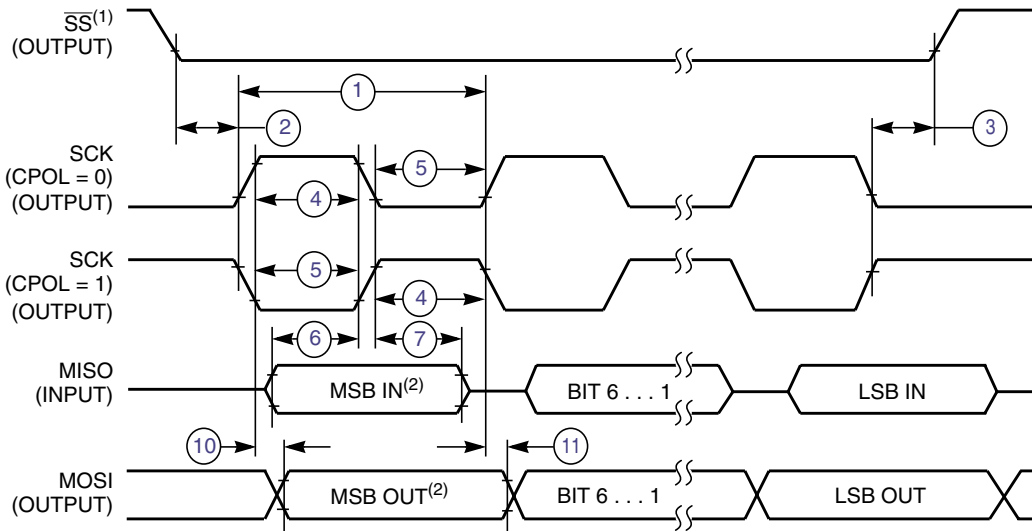 SS(1)
(OUTPUT)
1
2
3
SCK
(CPOL = 0)
(OUTPUT)
5
4
SCK
(CPOL = 1)
(OUTPUT)
5
4
6
7
MISO
(INPUT)
MSB IN(2)
BIT 6 . . . 1
LSB IN
10
11
MOSI
(OUTPUT)
MSB OUT(2)
BIT 6 . . . 1
LSB OUT